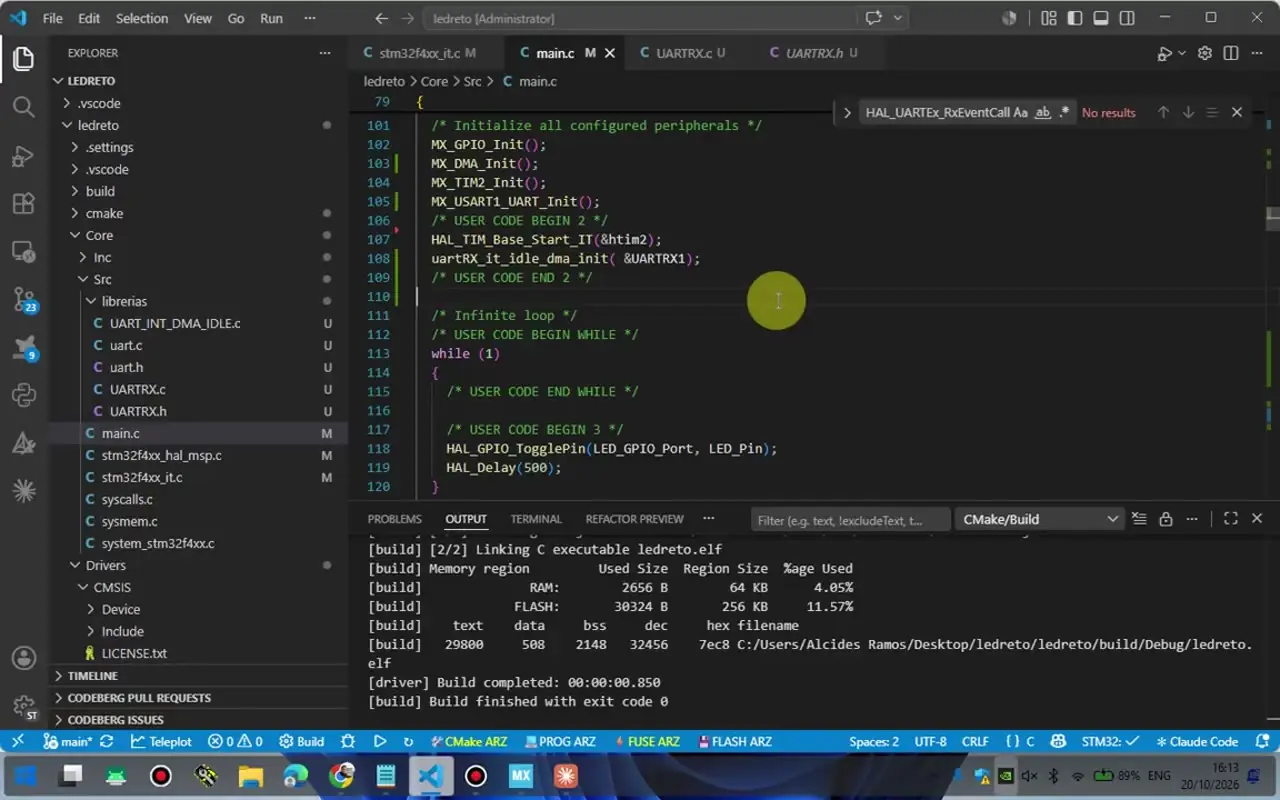 File Edit Selection View Go Run ··· ledreto [Administrator]
EXPLORER ···
LEDRETO
.vscode
ledreto
.settings
.vscode
build
cmake
Core
Inc
Src
librerias
UART_INT_DMA_IDLE.c U
uart.c U
uart.h U
UARTRX.c U
UARTRX.h U
main.c M
stm32f4xx_hal_msp.c M
stm32f4xx_it.c M
syscalls.c
sysmem.c
system_stm32f4xx.c
Drivers
CMSIS
Device
Include
LICENSE.txt
TIMELINE
CODEBERG PULL REQUESTS
CODEBERG ISSUES
23
9
ST
stm32f4xx_it.c M main.c M UARTRX.c U UARTRX.h U
ledreto > Core > Src > main.c
HAL_UARTEx_RxEventCall Aa ab .* No results
79 {
101 /* Initialize all configured peripherals */
102 MX_GPIO_Init();
103 MX_DMA_Init();
104 MX_TIM2_Init();
105 MX_USART1_UART_Init();
106 /* USER CODE BEGIN 2 */
107 HAL_TIM_Base_Start_IT(&htim2);
108 uartRX_it_idle_dma_init( &UARTRX1);
109 /* USER CODE END 2 */
110
111 /* Infinite loop */
112 /* USER CODE BEGIN WHILE */
113 while (1)
114 {
115 /* USER CODE END WHILE */
116
117 /* USER CODE BEGIN 3 */
118 HAL_GPIO_TogglePin(LED_GPIO_Port, LED_Pin);
119 HAL_Delay(500);
120 }
PROBLEMS OUTPUT TERMINAL REFACTOR PREVIEW ··· Filter (e.g. text, !excludeText, t... CMake/Build
[build] [2/2] Linking C executable ledreto.elf
[build] Memory region Used Size Region Size %age Used
[build] RAM: 2656 B 64 KB 4.05%
[build] FLASH: 30324 B 256 KB 11.57%
[build] text data bss dec hex filename
[build] 29800 508 2148 32456 7ec8 C:/Users/Alcides Ramos/Desktop/ledreto/ledreto/build/Debug/ledreto.
elf
[driver] Build completed: 00:00:00.850
[build] Build finished with exit code 0
main* Teleplot 0 0 Build CMake ARZ PROG ARZ FUSE ARZ FLASH ARZ Spaces: 2 UTF-8 CRLF {} C STM32: Claude Code
MX 89% ENG 16:13
20/10/2026